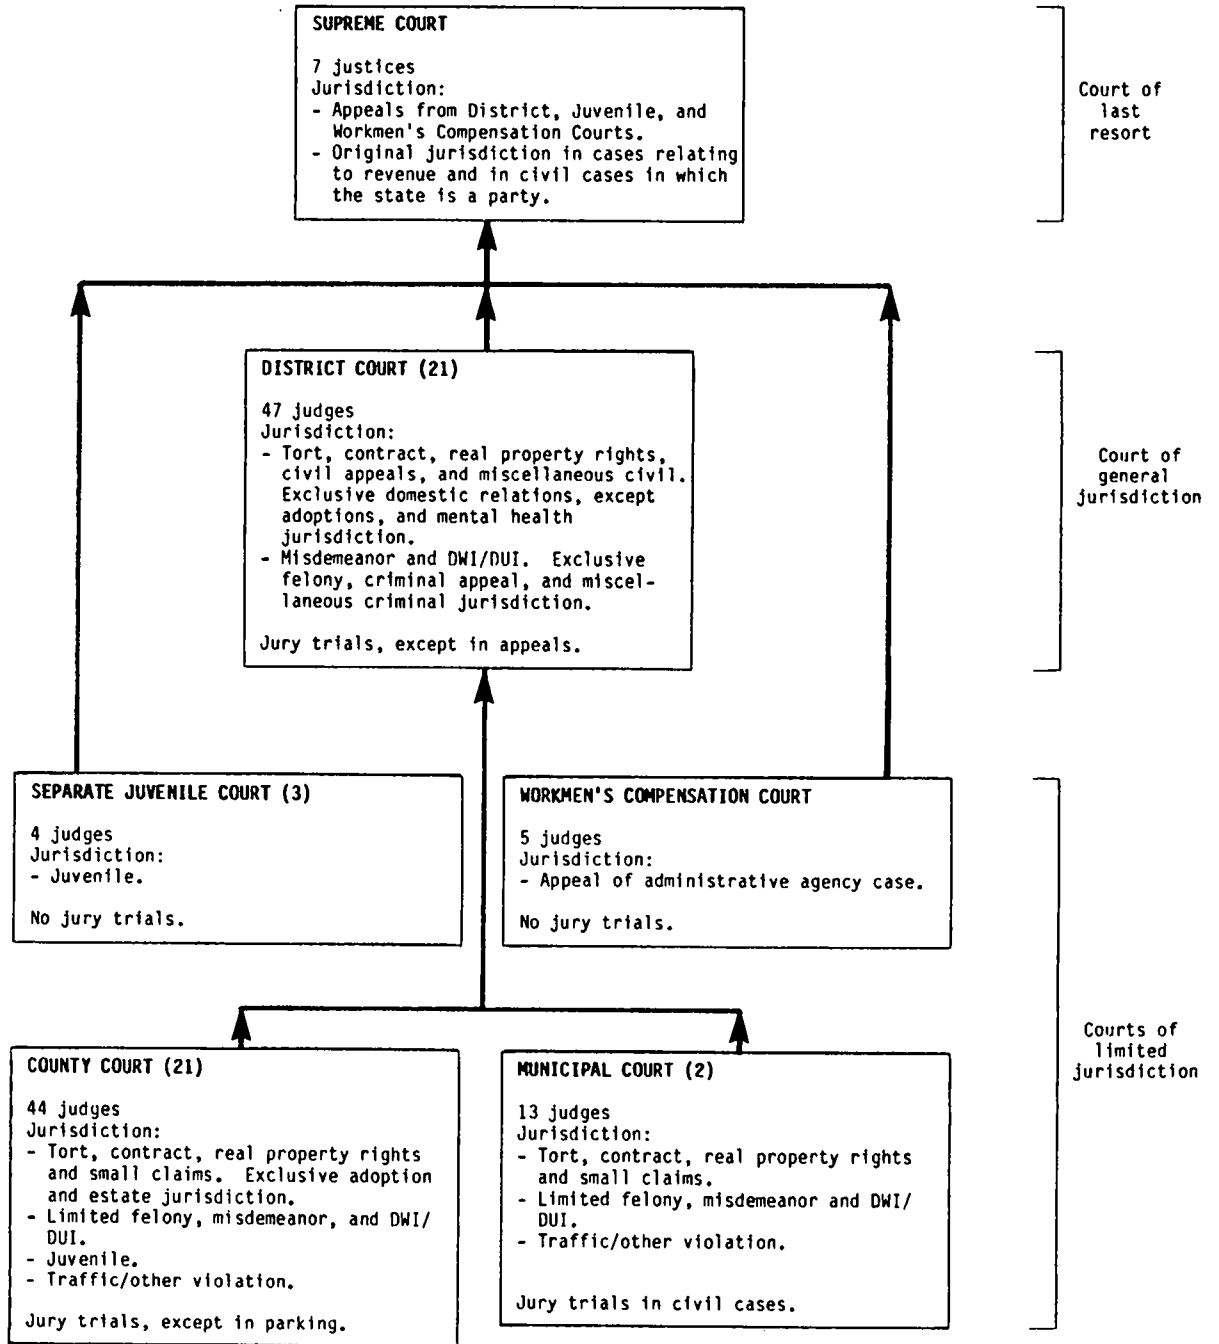 SUPREME COURT
7 justices
Jurisdiction:
- Appeals from District, Juvenile, and
Workmen's Compensation Courts.
- Original jurisdiction in cases relating
to revenue and in civil cases in which
the state is a party.
Court of
last
resort
DISTRICT COURT (21)
47 judges
Jurisdiction:
- Tort, contract, real property rights,
civil appeals, and miscellaneous civil.
Exclusive domestic relations, except
adoptions, and mental health
jurisdiction.
- Misdemeanor and DWI/DUI. Exclusive
felony, criminal appeal, and miscel-
laneous criminal jurisdiction.
Jury trials, except in appeals.
Court of
general
jurisdiction
SEPARATE JUVENILE COURT (3)
4 judges
Jurisdiction:
- Juvenile.
No jury trials.
WORKMEN'S COMPENSATION COURT
5 judges
Jurisdiction:
- Appeal of administrative agency case.
No jury trials.
COUNTY COURT (21)
44 judges
Jurisdiction:
- Tort, contract, real property rights
and small claims. Exclusive adoption
and estate jurisdiction.
- Limited felony, misdemeanor, and DWI/
DUI.
- Juvenile.
- Traffic/other violation.
Jury trials, except in parking.
MUNICIPAL COURT (2)
13 judges
Jurisdiction:
- Tort, contract, real property rights
and small claims.
- Limited felony, misdemeanor and DWI/
DUI.
- Traffic/other violation.
Jury trials in civil cases.
Courts of
limited
jurisdiction